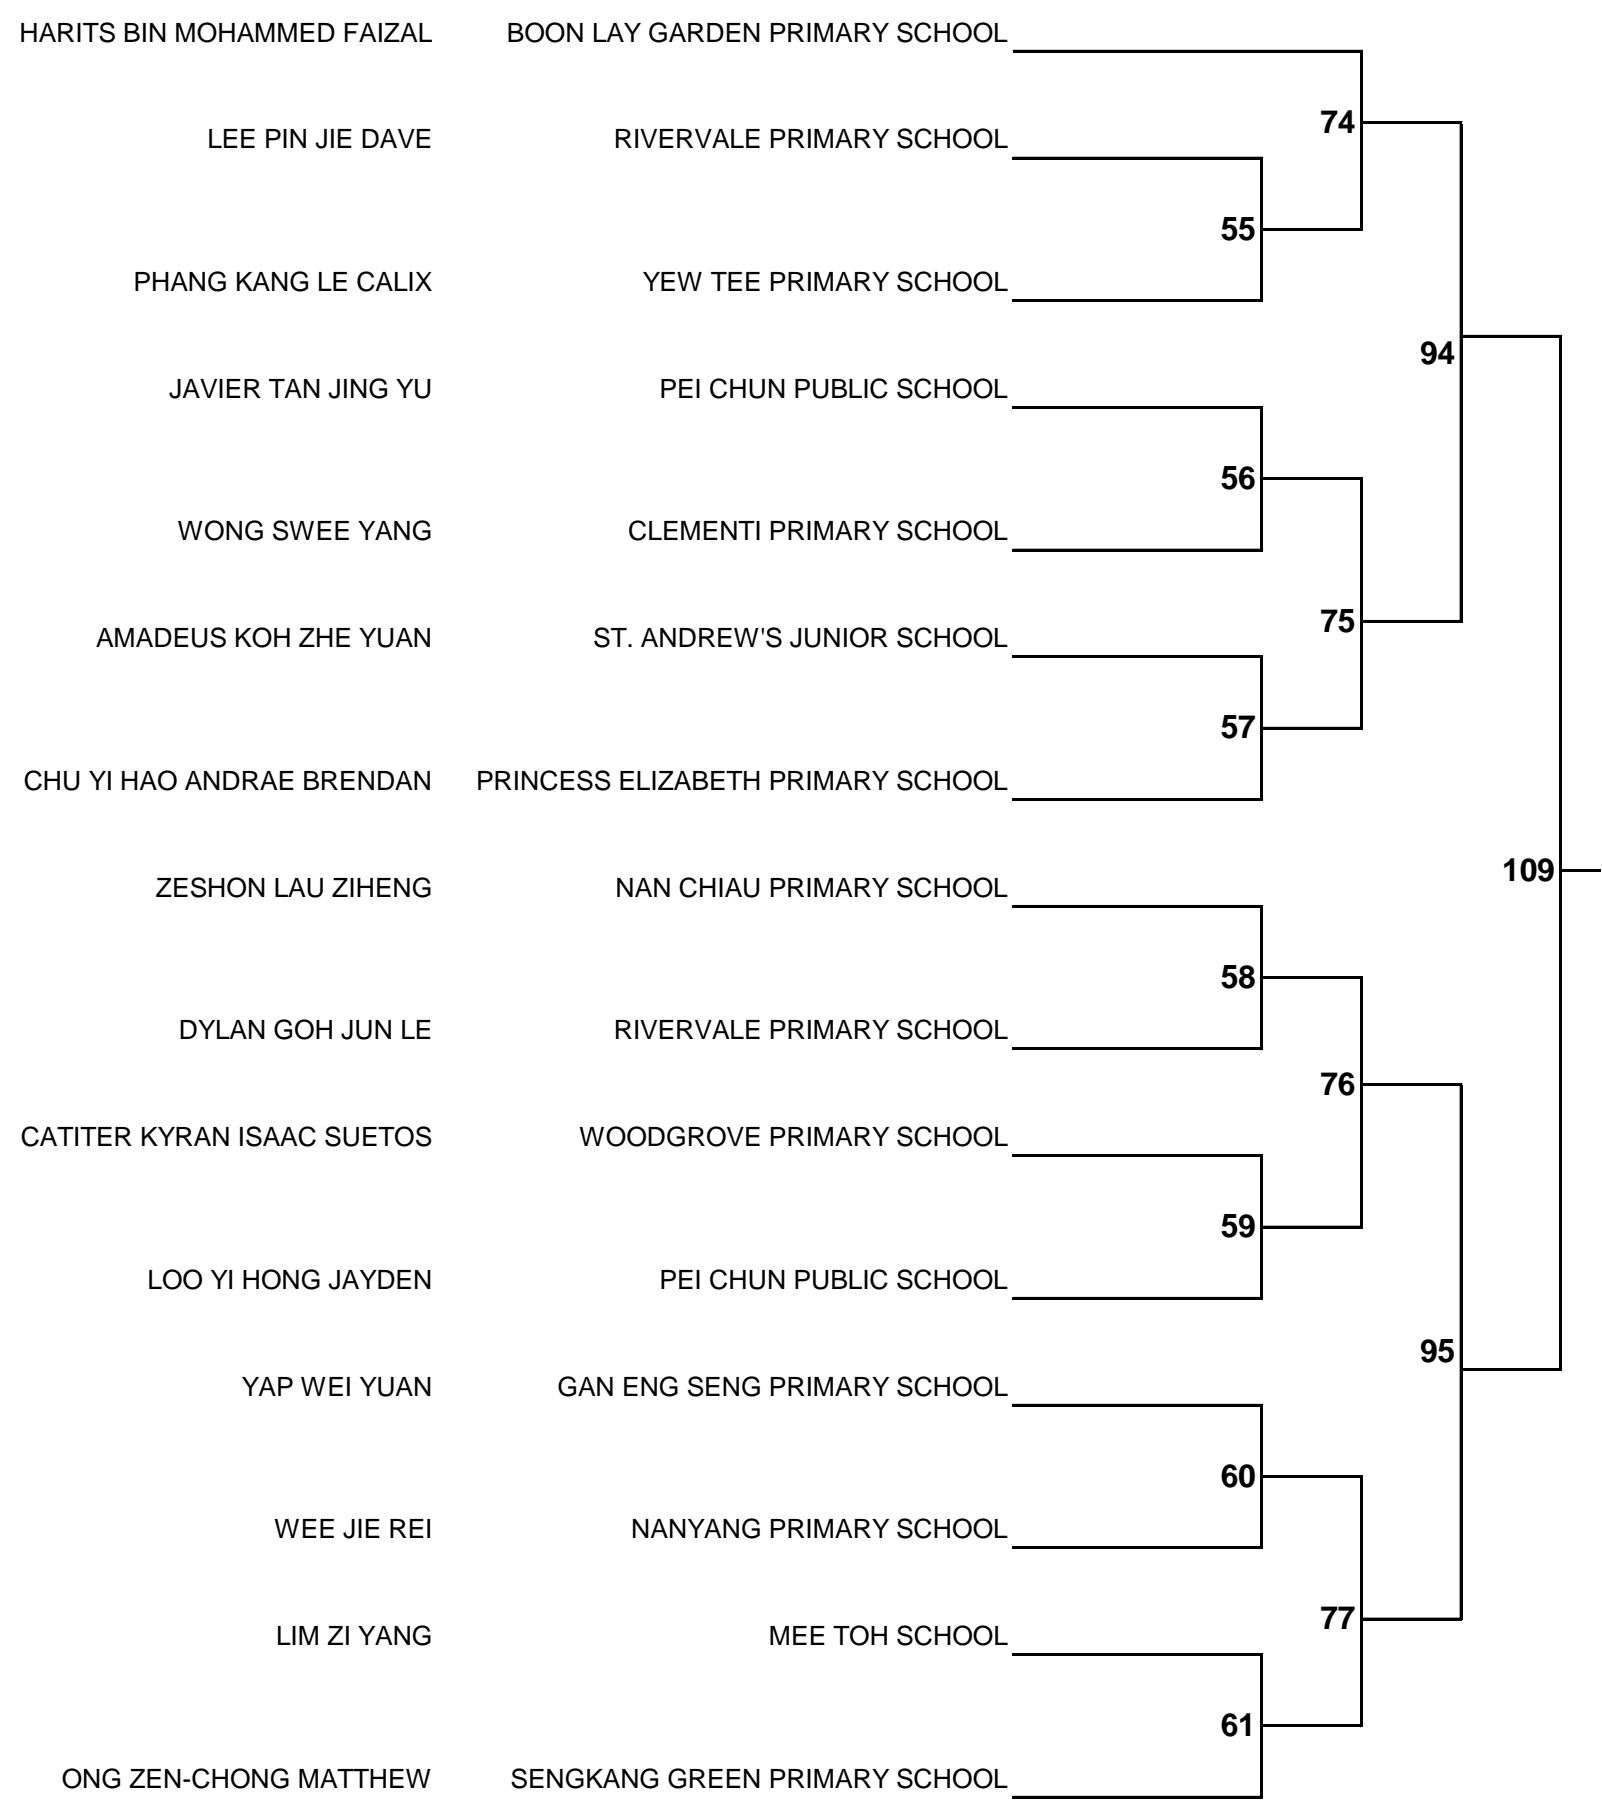 HARITS BIN MOHAMMED FAIZAL BOON LAY GARDEN PRIMARY SCHOOL
74
LEE PIN JIE DAVE RIVERVALE PRIMARY SCHOOL
55
PHANG KANG LE CALIX YEW TEE PRIMARY SCHOOL
94
JAVIER TAN JING YU PEI CHUN PUBLIC SCHOOL
56
WONG SWEE YANG CLEMENTI PRIMARY SCHOOL
75
AMADEUS KOH ZHE YUAN ST. ANDREW'S JUNIOR SCHOOL
57
CHU YI HAO ANDRAE BRENDAN PRINCESS ELIZABETH PRIMARY SCHOOL
109
ZESHON LAU ZIHENG NAN CHIAU PRIMARY SCHOOL
58
DYLAN GOH JUN LE RIVERVALE PRIMARY SCHOOL
76
CATITER KYRAN ISAAC SUETOS WOODGROVE PRIMARY SCHOOL
59
LOO YI HONG JAYDEN PEI CHUN PUBLIC SCHOOL
95
YAP WEI YUAN GAN ENG SENG PRIMARY SCHOOL
60
WEE JIE REI NANYANG PRIMARY SCHOOL
77
LIM ZI YANG MEE TOH SCHOOL
61
ONG ZEN-CHONG MATTHEW SENGKANG GREEN PRIMARY SCHOOL